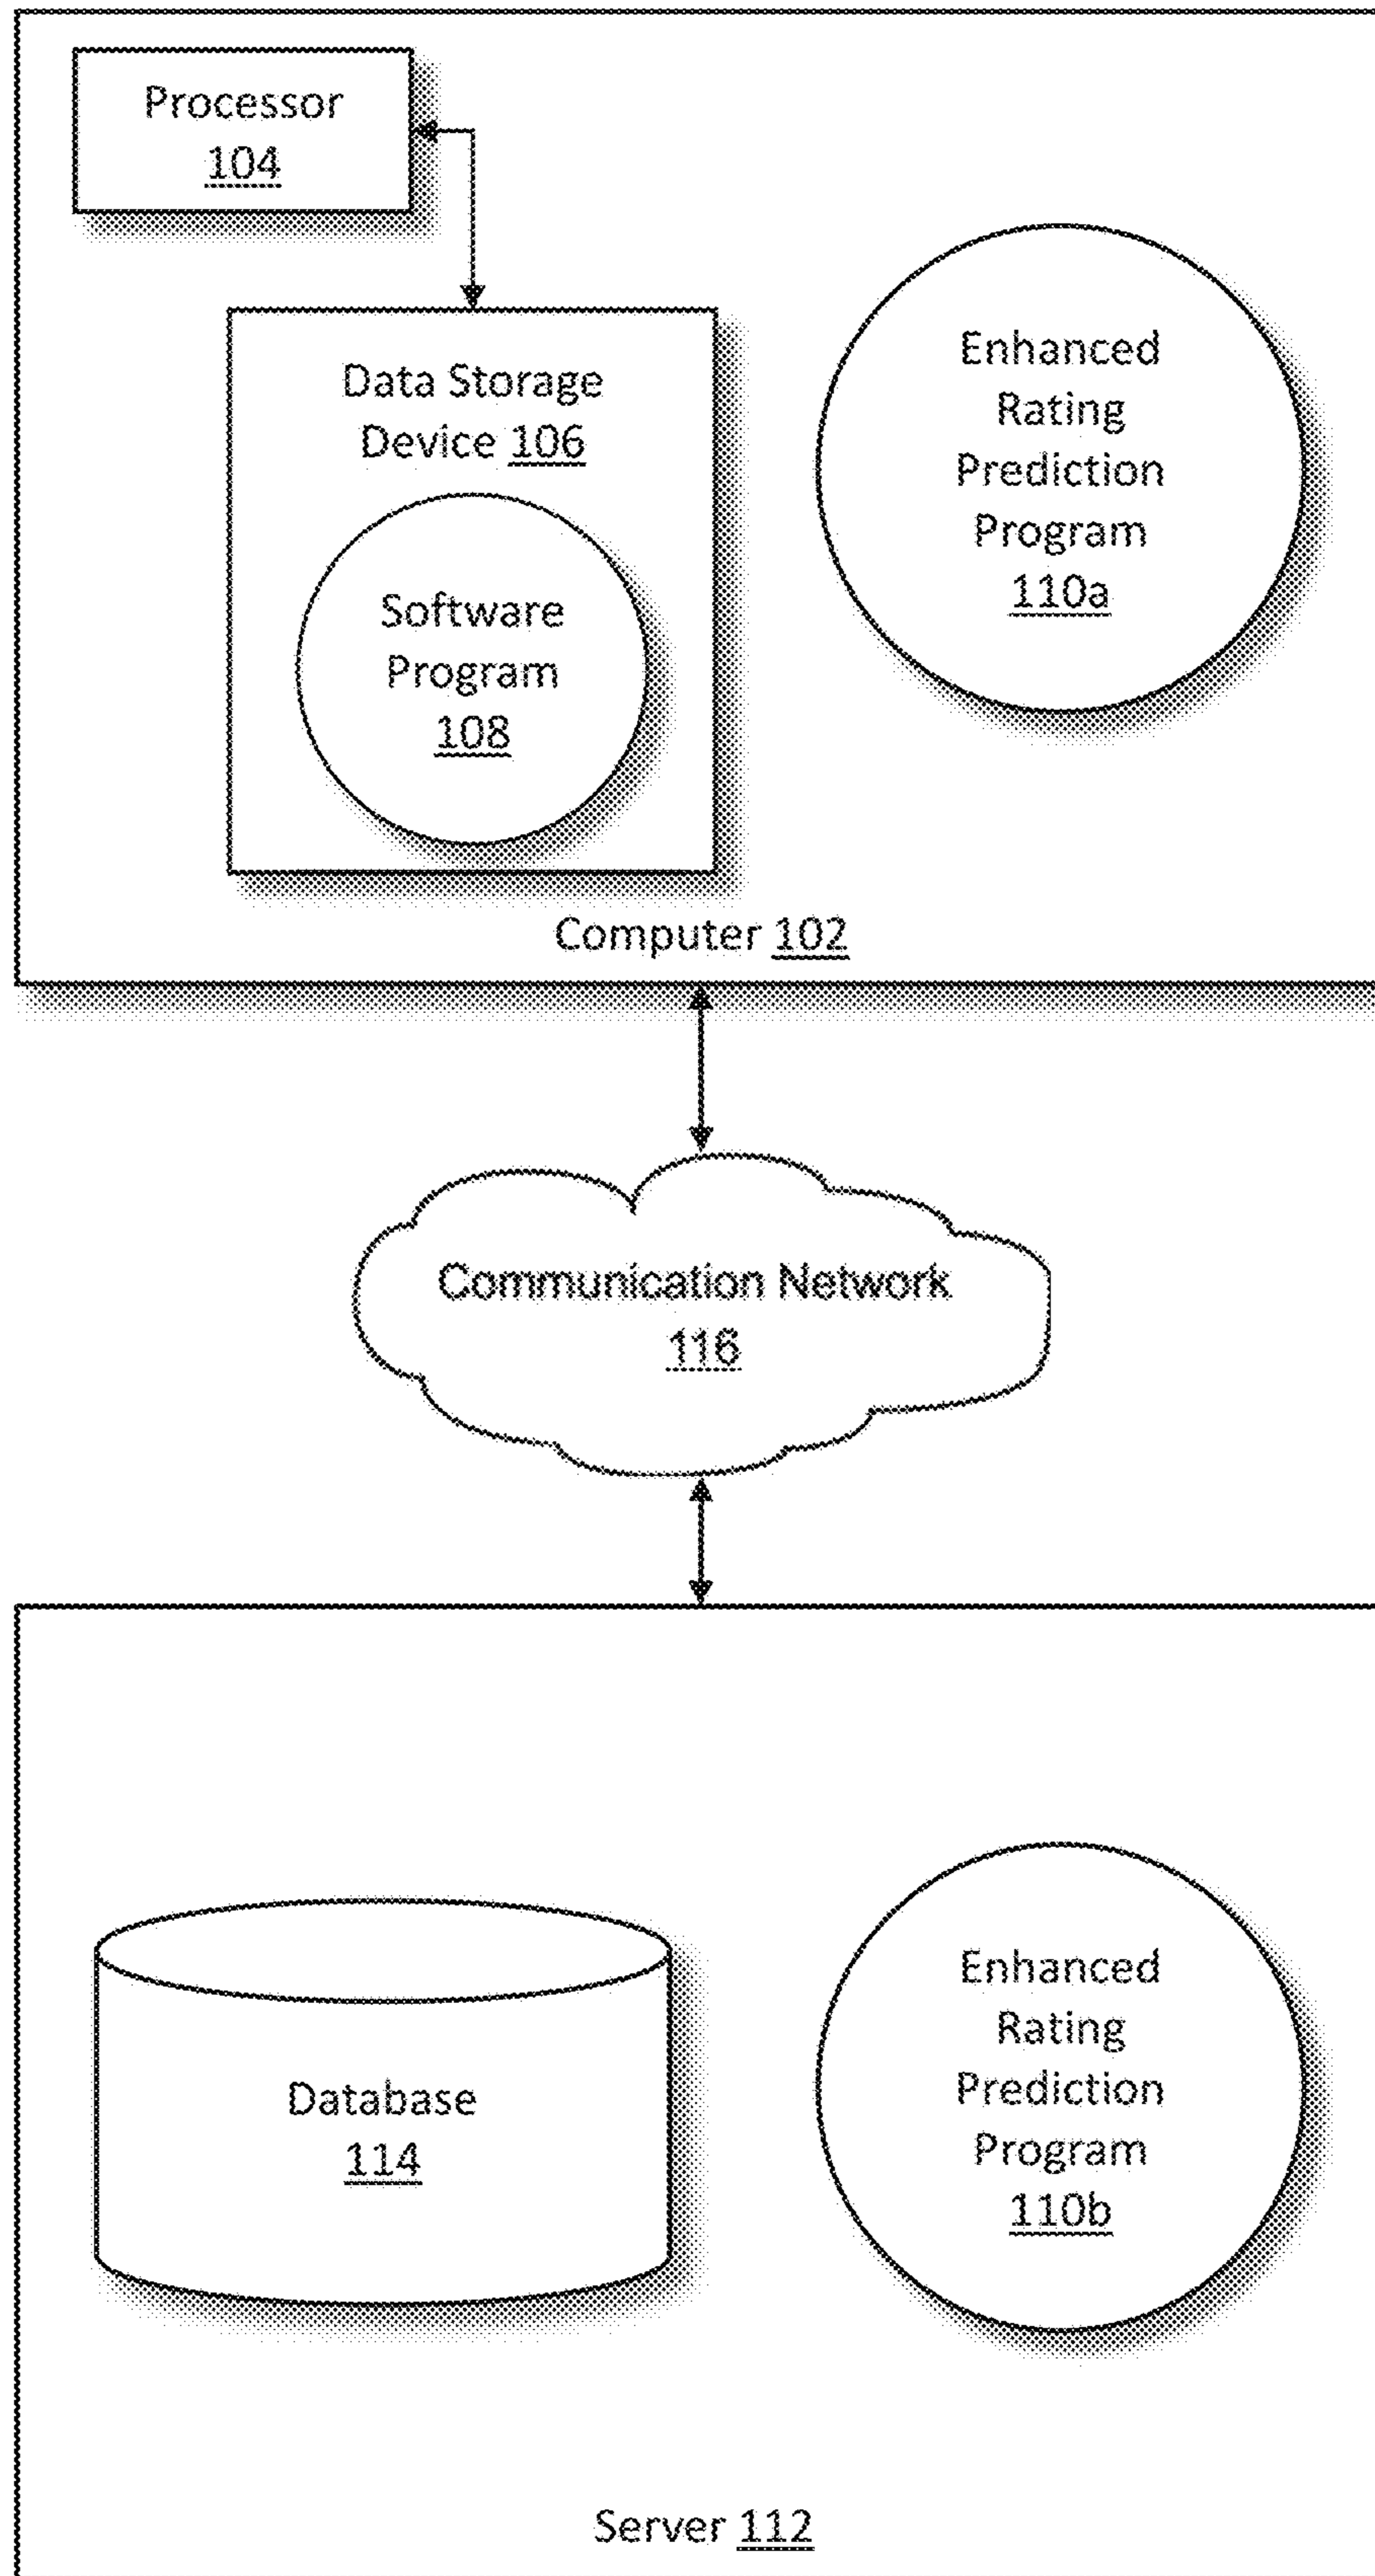 Processor
104
Data Storage
Device 106
Software
Program
108
Enhanced
Rating
Prediction
Program
110a
Computer 102
Communication Network
116
Database
114
Enhanced
Rating
Prediction
Program
110b
Server 112